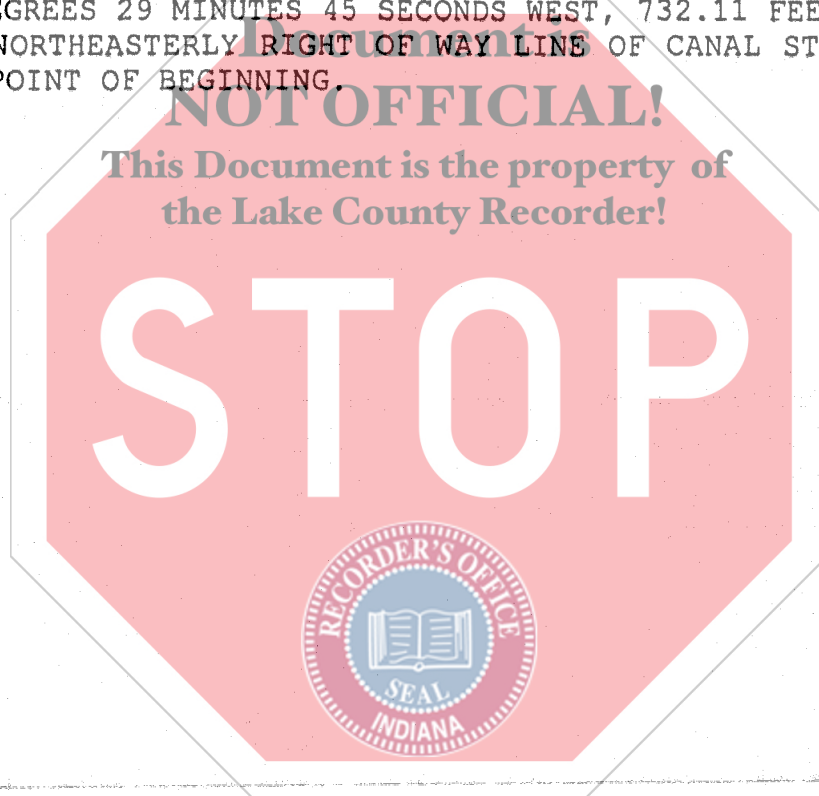 EGREES 29 MINUTES 45 SECONDS WEST, 732.11 FEE
NORTHEASTERLY RIGHT OF WAY LINE OF CANAL ST
POINT OF BEGINNING.
Document is
NOT OFFICIAL!
This Document is the property of
the Lake County Recorder!
STOP
RECORDER'S OFFICE
SEAL
INDIANA